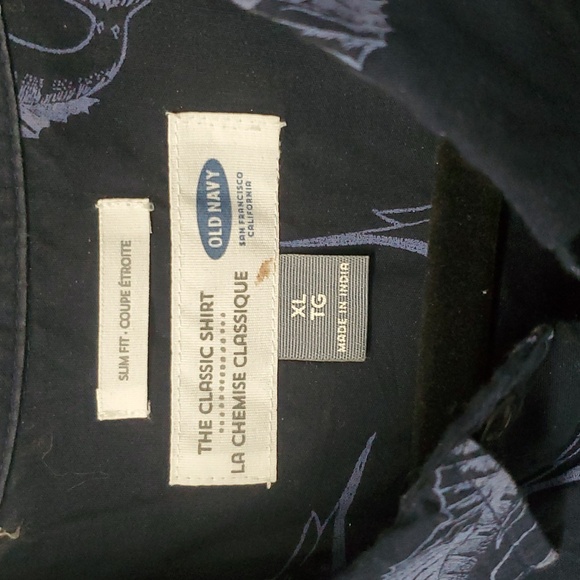 SLIM FIT · COUPE ÉTROITE
OLD NAVY
SAN FRANCISCO
CALIFORNIA
THE CLASSIC SHIRT
LA CHEMISE CLASSIQUE
XL
TG
MADE IN INDIA